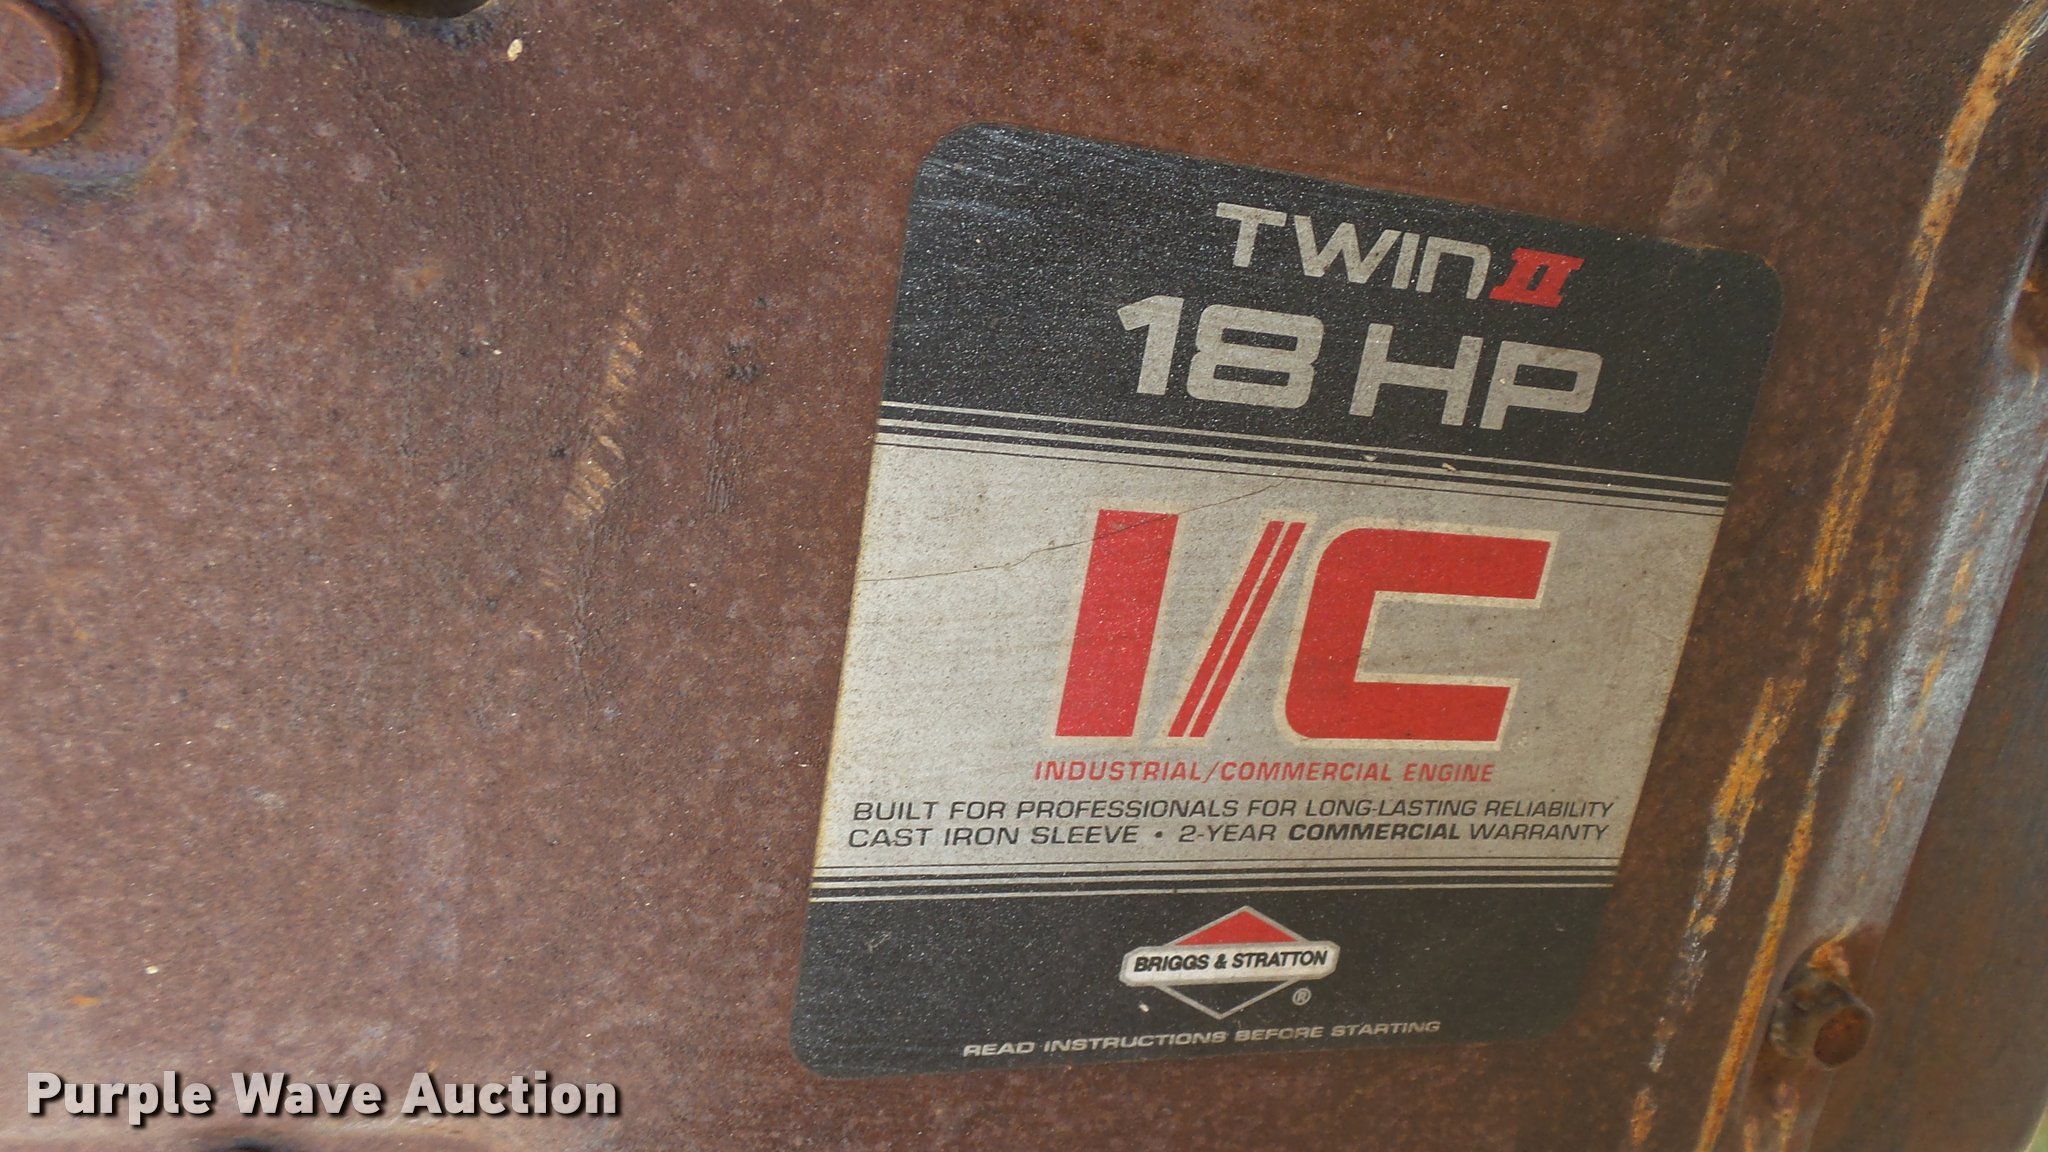 TWIN II
18 HP
I/C
INDUSTRIAL/COMMERCIAL ENGINE
BUILT FOR PROFESSIONALS FOR LONG-LASTING RELIABILITY
CAST IRON SLEEVE • 2-YEAR COMMERCIAL WARRANTY
BRIGGS & STRATTON
®
READ INSTRUCTIONS BEFORE STARTING
Purple Wave Auction